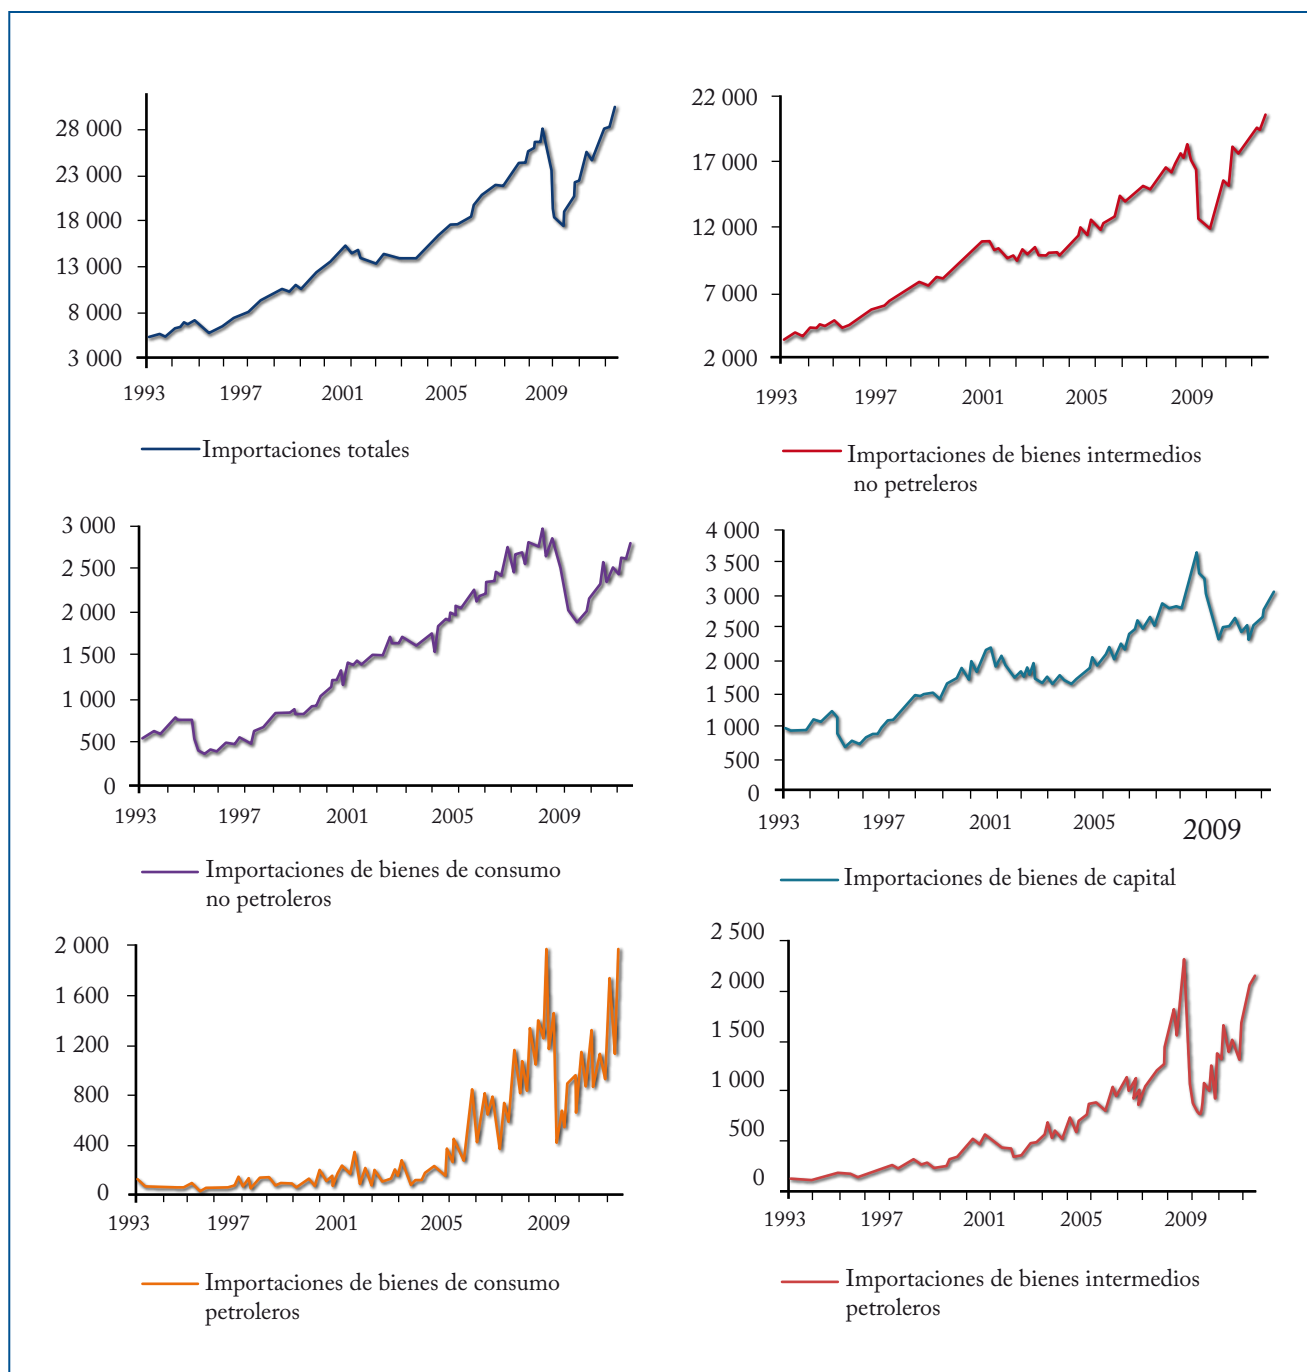 28 000
23 000
18 000
13 000
8 000
3 000
1993 1997 2001 2005 2009
Importaciones totales
22 000
17 000
12 000
7 000
2 000
1993 1997 2001 2005 2009
Importaciones de bienes intermedios
no petreleros
3 000
2 500
2 000
1 500
1 000
500
0
1993 1997 2001 2005 2009
Importaciones de bienes de consumo
no petroleros
4 000
3 500
3 000
2 500
2 000
1 500
1 000
500
0
1993 1997 2001 2005 2009
Importaciones de bienes de capital
2 000
1 600
1 200
800
400
0
1993 1997 2001 2005 2009
Importaciones de bienes de consumo
petroleros
2 500
2 000
1 500
1 000
500
0
1993 1997 2001 2005 2009
Importaciones de bienes intermedios
petroleros